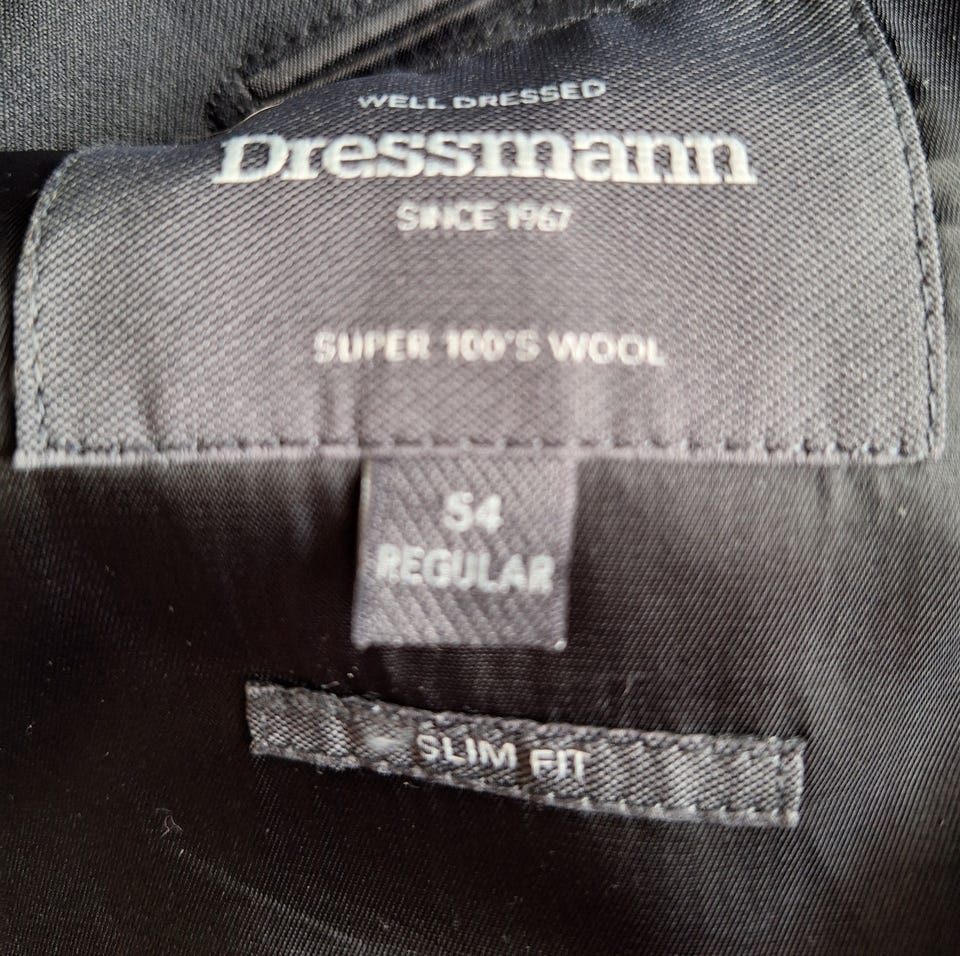 WELL DRESSED
Dressmann
SINCE 1967
SUPER 100'S WOOL
54
REGULAR
SLIM FIT